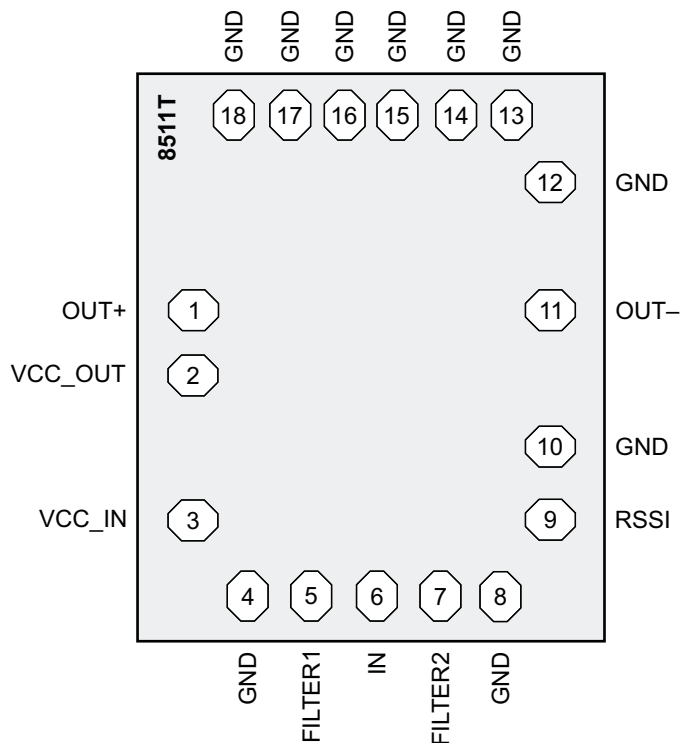 GND GND GND GND GND GND
8511T
18 17 16 15 14 13
12 GND
OUT+ 1 11 OUT–
VCC_OUT 2
10 GND
VCC_IN 3 9 RSSI
4 5 6 7 8
GND FILTER1 IN FILTER2 GND